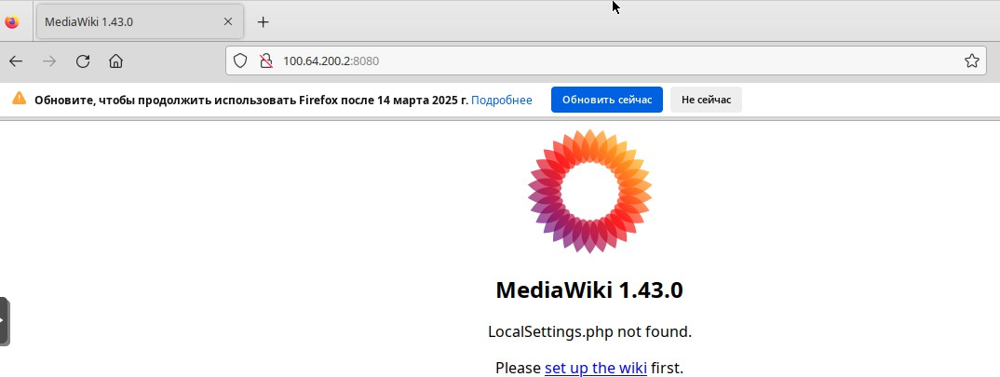 MediaWiki 1.43.0
100.64.200.2:8080
Обновите, чтобы продолжить использовать Firefox после 14 марта 2025 г. Подробнее Обновить сейчас Не сейчас
MediaWiki 1.43.0
LocalSettings.php not found.
Please set up the wiki first.